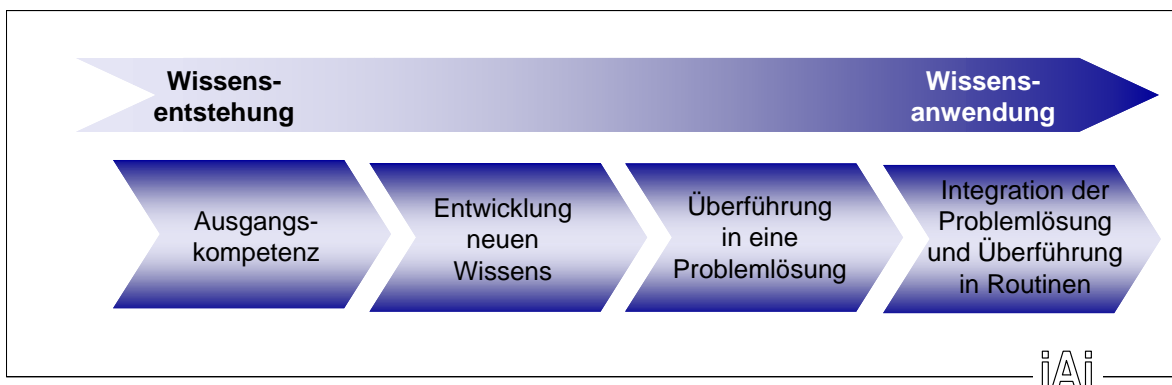 Wissens-
entstehung
Wissens-
anwendung
Ausgangs-
kompetenz
Entwicklung
neuen
Wissens
Überführung
in eine
Problemlösung
Integration der
Problemlösung
und Überführung
in Routinen
iAi